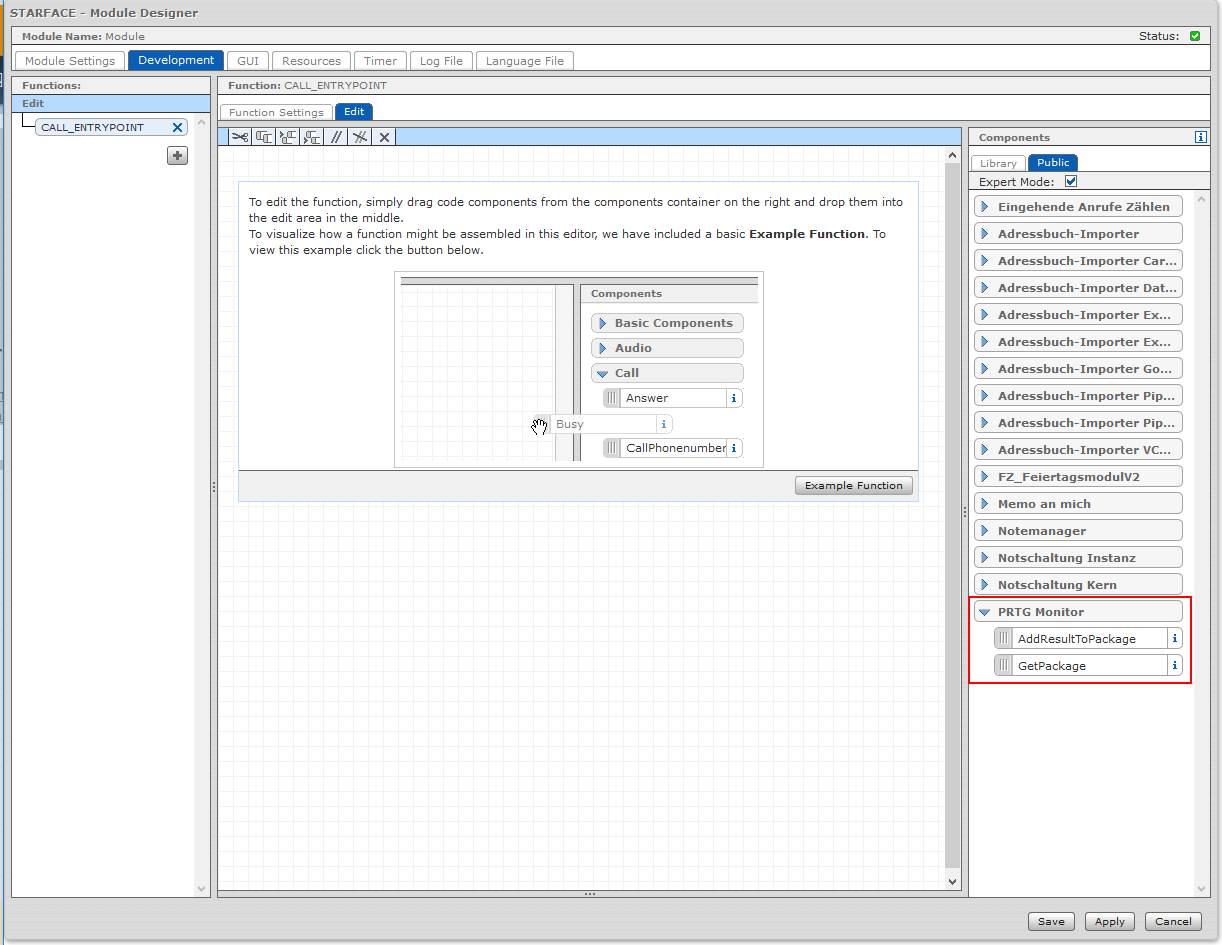 STARFACE - Module Designer
Module Name: Module
Status:
Module Settings
Development
GUI
Resources
Timer
Log File
Language File
Functions:
Edit
CALL_ENTRYPOINT
Function: CALL_ENTRYPOINT
Function Settings
Edit
To edit the function, simply drag code components from the components container on the right and drop them into
the edit area in the middle.
To visualize how a function might be assembled in this editor, we have included a basic Example Function. To
view this example click the button below.
Components
Basic Components
Audio
Call
Answer
i
Busy
i
CallPhonenumber
i
Example Function
Components
i
Library
Public
Expert Mode:
Eingehende Anrufe Zählen
Adressbuch-Importer
Adressbuch-Importer Car...
Adressbuch-Importer Dat...
Adressbuch-Importer Ex...
Adressbuch-Importer Ex...
Adressbuch-Importer Go...
Adressbuch-Importer Pip...
Adressbuch-Importer Pip...
Adressbuch-Importer VC...
FZ_FeiertagsmodulV2
Memo an mich
Notemanager
Notschaltung Instanz
Notschaltung Kern
PRTG Monitor
AddResultToPackage
i
GetPackage
i
Save
Apply
Cancel